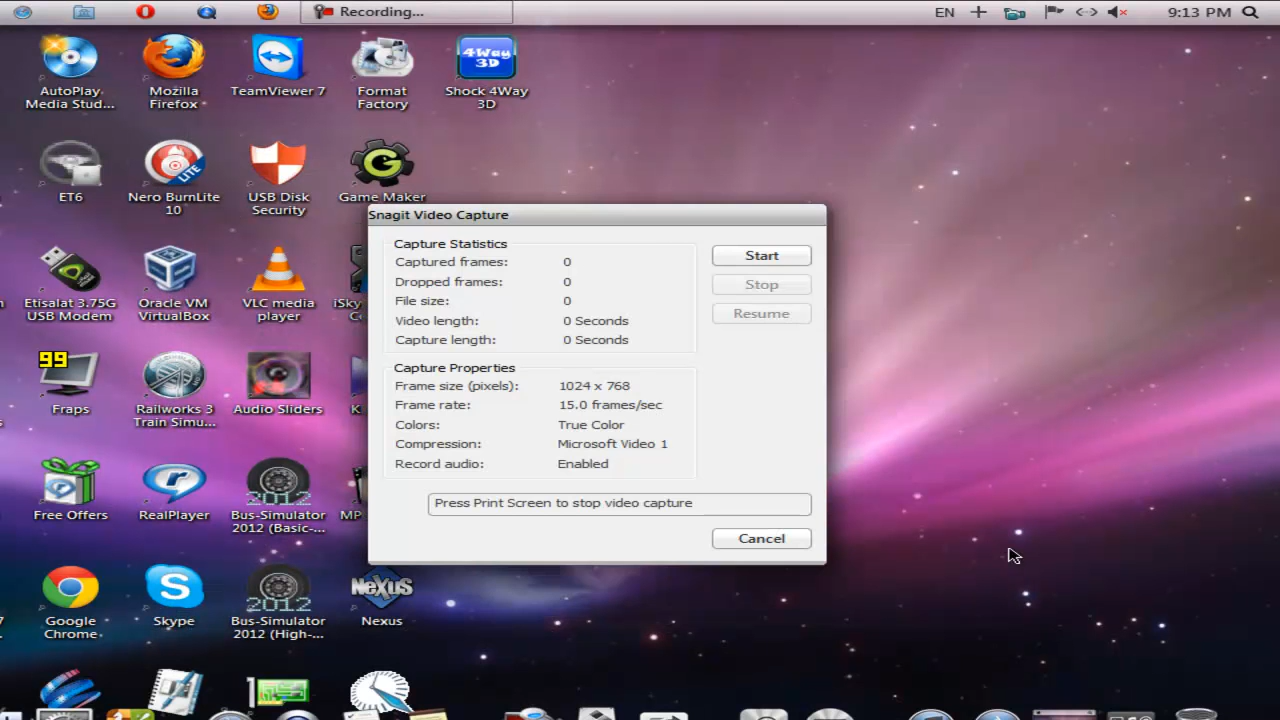 Recording...
EN
9:13 PM
AutoPlay
Media Stud...
Mozilla
Firefox
TeamViewer 7
Format
Factory
4Way
3D
Shock 4Way
3D
ET6
LITE
Nero BurnLite
10
USB Disk
Security
Game Maker
Etisalat 3.75G
USB Modem
Oracle VM
VirtualBox
VLC media
player
iSky
99
Fraps
Railworks 3
Train Simu...
Audio Sliders
K
Free Offers
RealPlayer
2012
Bus-Simulator
2012 (Basic-...
MP
Google
Chrome
Skype
2012
Bus-Simulator
2012 (High-...
NeXuS
Nexus
Snagit Video Capture
Capture Statistics
Captured frames: 0
Dropped frames: 0
File size: 0
Video length: 0 Seconds
Capture length: 0 Seconds
Capture Properties
Frame size (pixels): 1024 x 768
Frame rate: 15.0 frames/sec
Colors: True Color
Compression: Microsoft Video 1
Record audio: Enabled
Press Print Screen to stop video capture
Start
Stop
Resume
Cancel